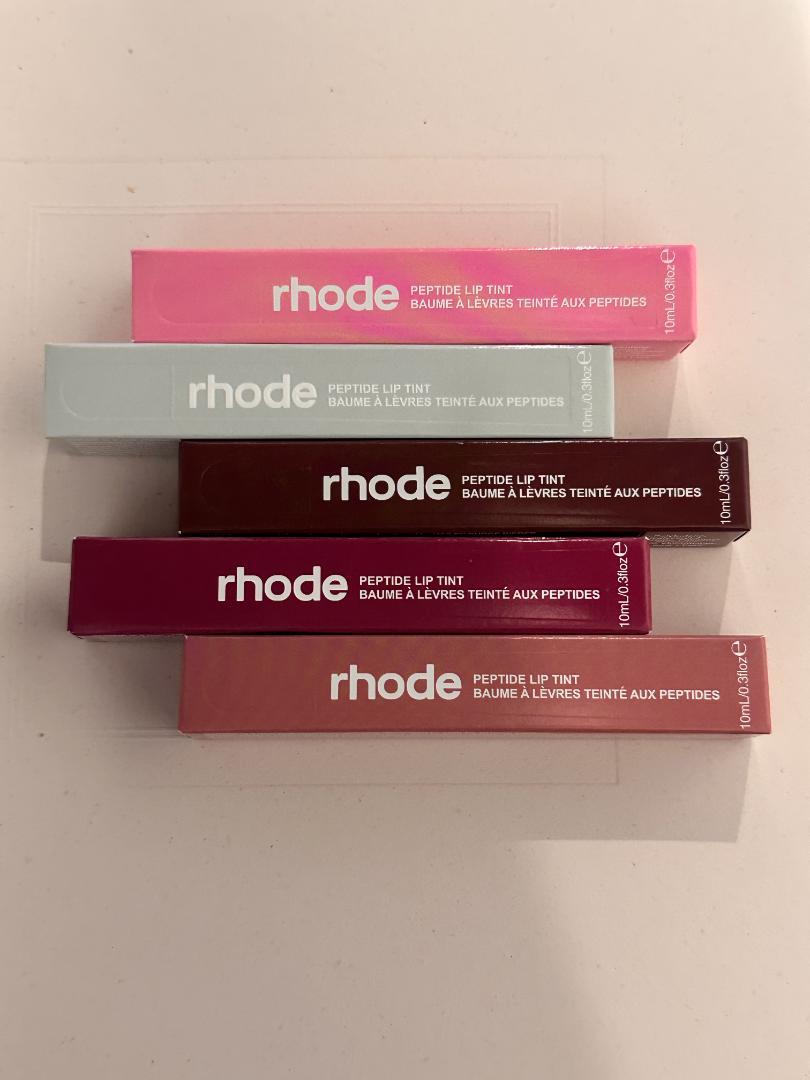 rhode
PEPTIDE LIP TINT
BAUME À LÈVRES TEINTÉ AUX PEPTIDES
10mL/0.3floz℮
rhode
PEPTIDE LIP TINT
BAUME À LÈVRES TEINTÉ AUX PEPTIDES
10mL/0.3floz℮
rhode
PEPTIDE LIP TINT
BAUME À LÈVRES TEINTÉ AUX PEPTIDES
10mL/0.3floz℮
rhode
PEPTIDE LIP TINT
BAUME À LÈVRES TEINTÉ AUX PEPTIDES
10mL/0.3floz℮
rhode
PEPTIDE LIP TINT
BAUME À LÈVRES TEINTÉ AUX PEPTIDES
10mL/0.3floz℮